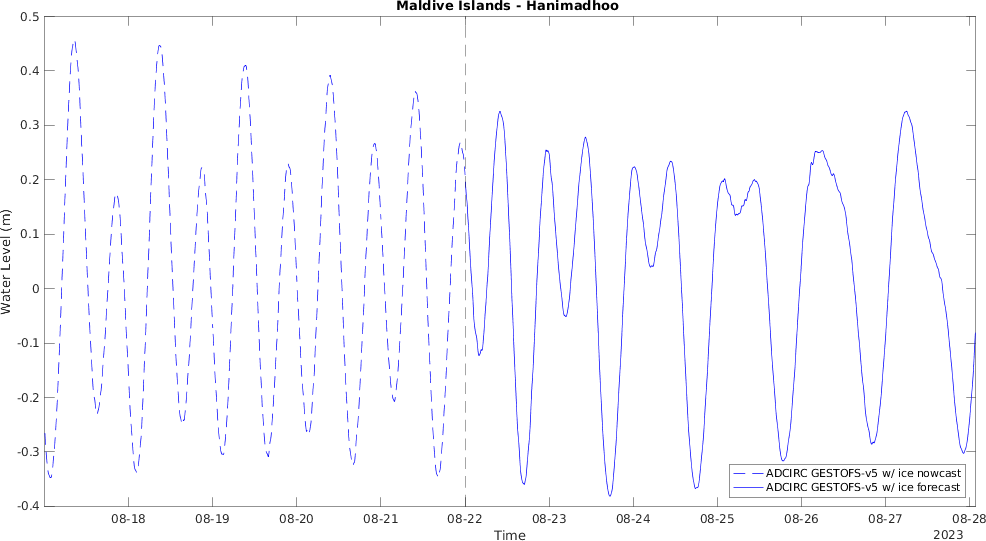 Maldive Islands - Hanimadhoo
0.5
0.4
0.3
0.2
0.1
0
-0.1
-0.2
-0.3
-0.4
Water Level (m)
ADCIRC GESTOFS-v5 w/ ice nowcast
ADCIRC GESTOFS-v5 w/ ice forecast
08-18 08-19 08-20 08-21 08-22 08-23 08-24 08-25 08-26 08-27 08-28
Time
2023